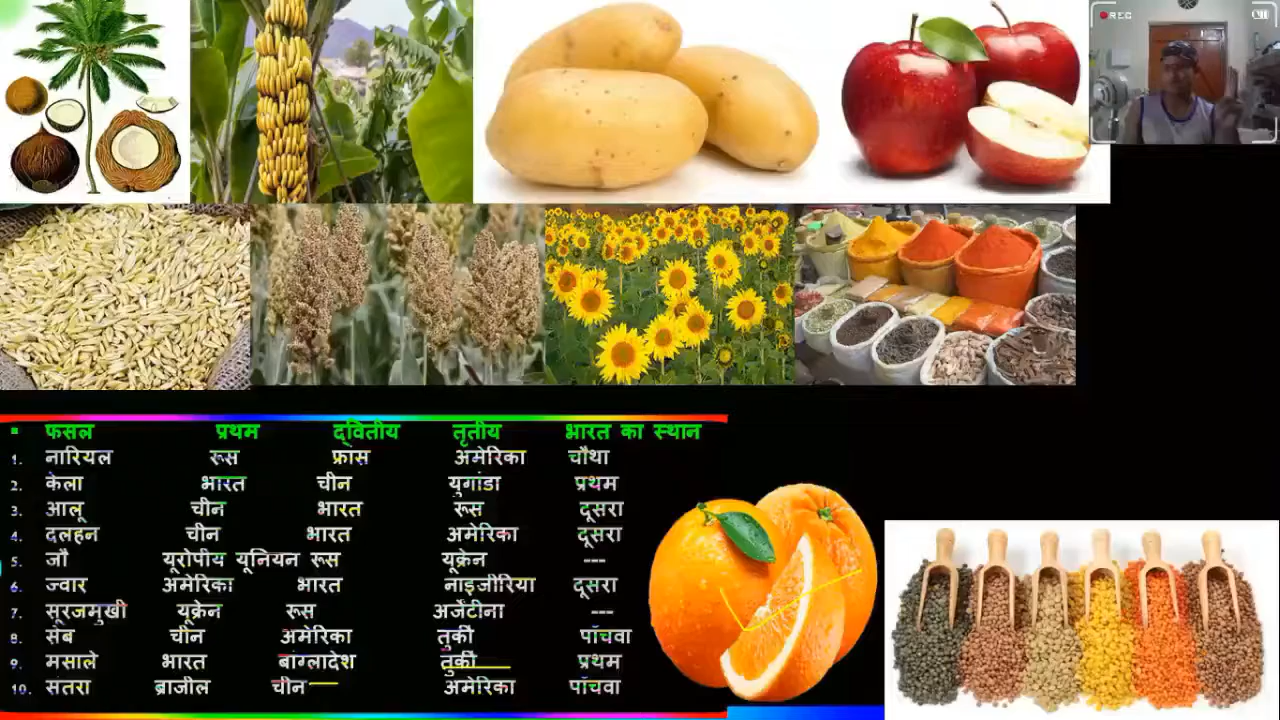 REC
▪ फसल प्रथम द्वितीय तृतीय भारत का स्थान
1. नारियल रूस फ्रांस अमेरिका चौथा
2. केला भारत चीन युगांडा प्रथम
3. आलू चीन भारत रूस दूसरा
4. दलहन चीन भारत अमेरिका दूसरा
5. जौ यूरोपीय यूनियन रूस यूक्रेन ---
6. ज्वार अमेरिका भारत नाइजीरिया दूसरा
7. सूरजमुखी यूक्रेन रूस अर्जेंटीना ---
8. सेब चीन अमेरिका तुर्की पाँचवा
9. मसाले भारत बांग्लादेश तुर्की प्रथम
10. संतरा ब्राजील चीन अमेरिका पाँचवा